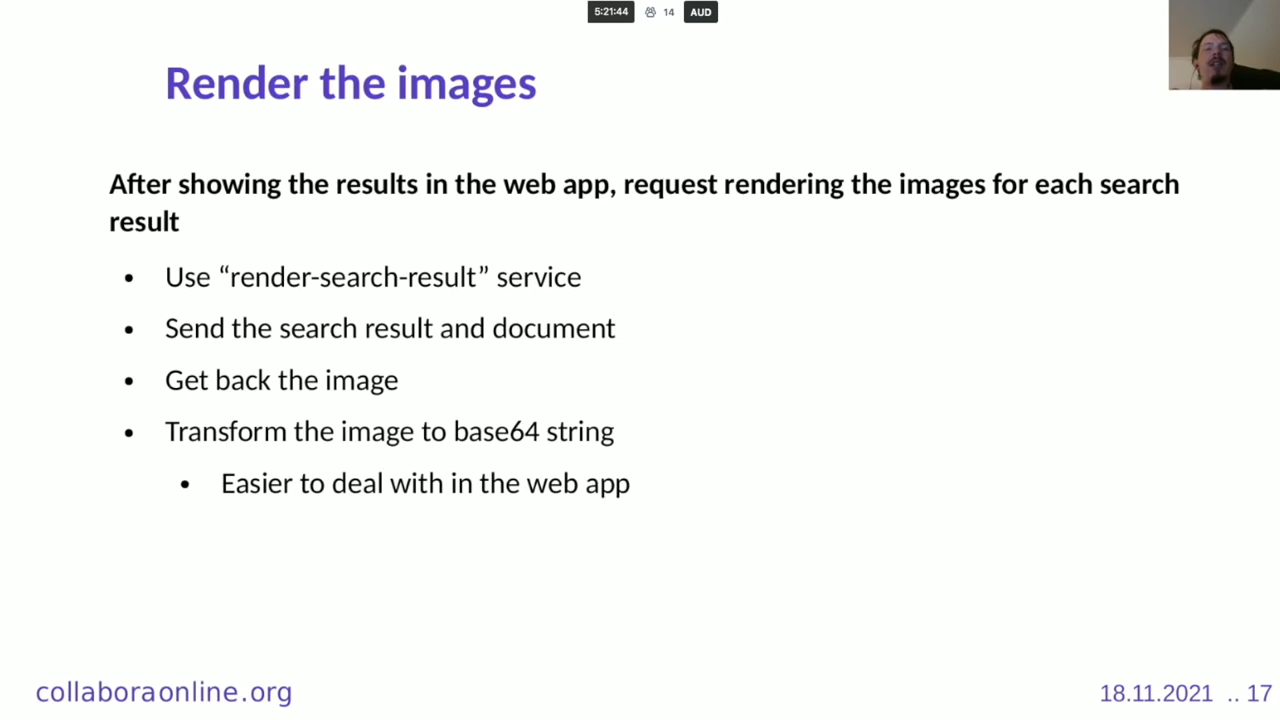 5:21:44 14 AUD
Render the images
After showing the results in the web app, request rendering the images for each search
result
• Use “render-search-result” service
• Send the search result and document
• Get back the image
• Transform the image to base64 string
• Easier to deal with in the web app
collaboraonline.org
18.11.2021 .. 17